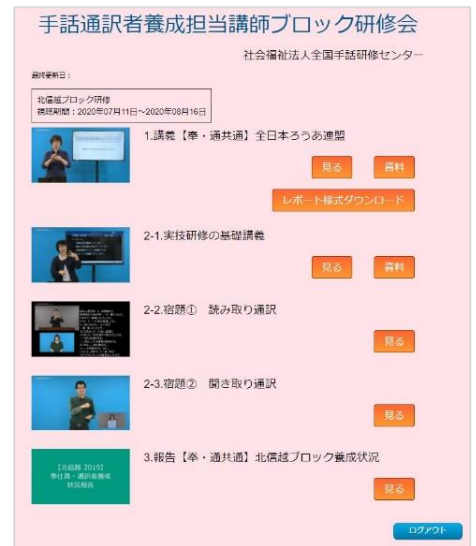 手話通訳者養成担当講師ブロック研修会
社会福祉法人全国手話研修センター
最終更新日：
北信越ブロック研修
視聴期間：2020年07月11日～2020年08月16日
1.講義【奉・通共通】全日本ろうあ連盟
見る
資料
レポート様式ダウンロード
2-1.実技研修の基礎講義
見る
資料
2-2.宿題① 読み取り通訳
見る
2-3.宿題② 聞き取り通訳
見る
3.報告【奉・通共通】北信越ブロック養成状況
【北信越 2019】
奉仕員・通訳者養成
状況報告
見る
ログアウト